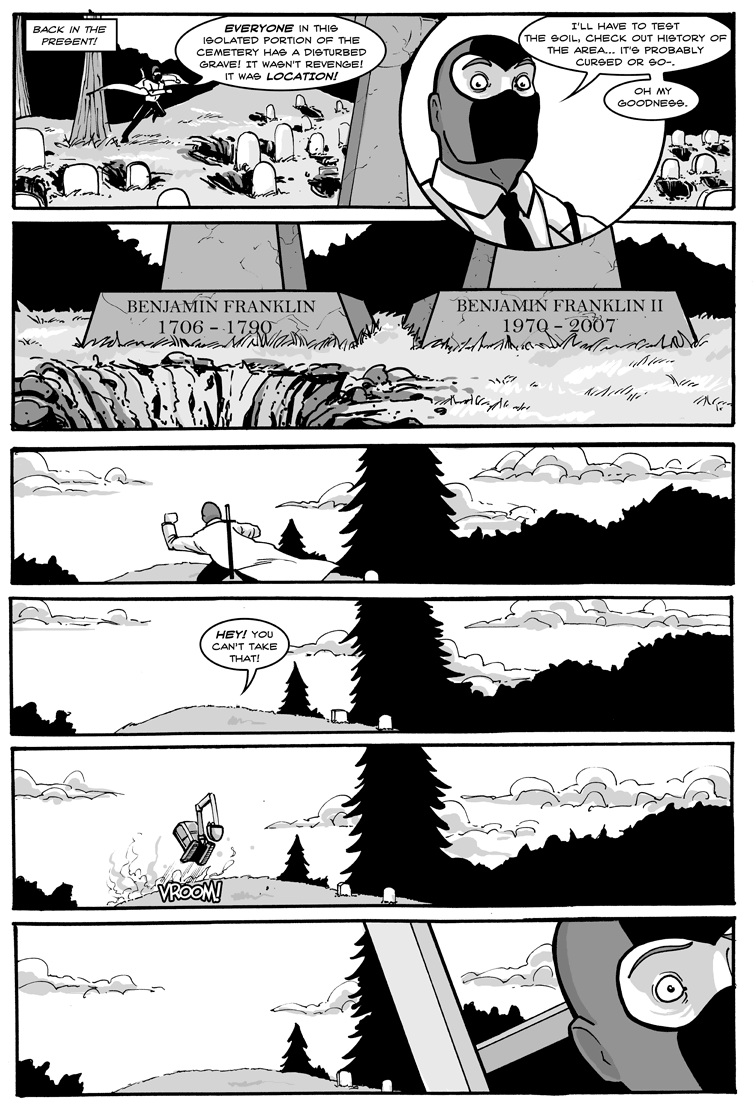 BACK IN THE
PRESENT!
EVERYONE IN THIS
ISOLATED PORTION OF THE
CEMETERY HAS A DISTURBED
GRAVE! IT WASN'T REVENGE!
IT WAS LOCATION!
I'LL HAVE TO TEST
THE SOIL, CHECK OUT HISTORY OF
THE AREA... IT'S PROBABLY
CURSED OR SO-.
OH MY
GOODNESS.
BENJAMIN FRANKLIN
1706 - 1790
BENJAMIN FRANKLIN II
1970 - 2007
HEY! YOU
CAN'T TAKE
THAT!
VROOM!